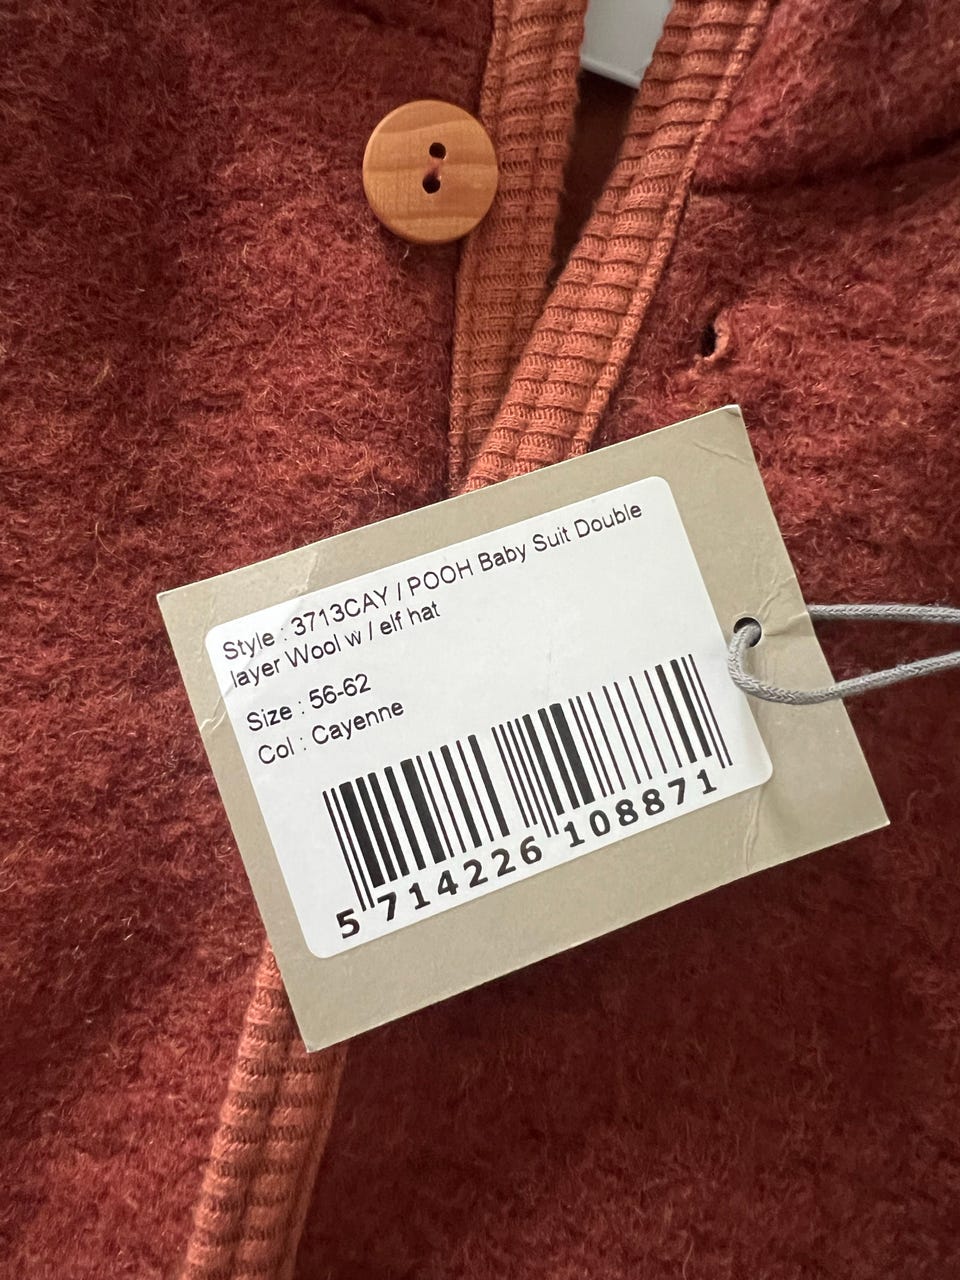 Style : 3713CAY / POOH Baby Suit Double
layer Wool w / elf hat
Size : 56-62
Col : Cayenne
5 714226 108871